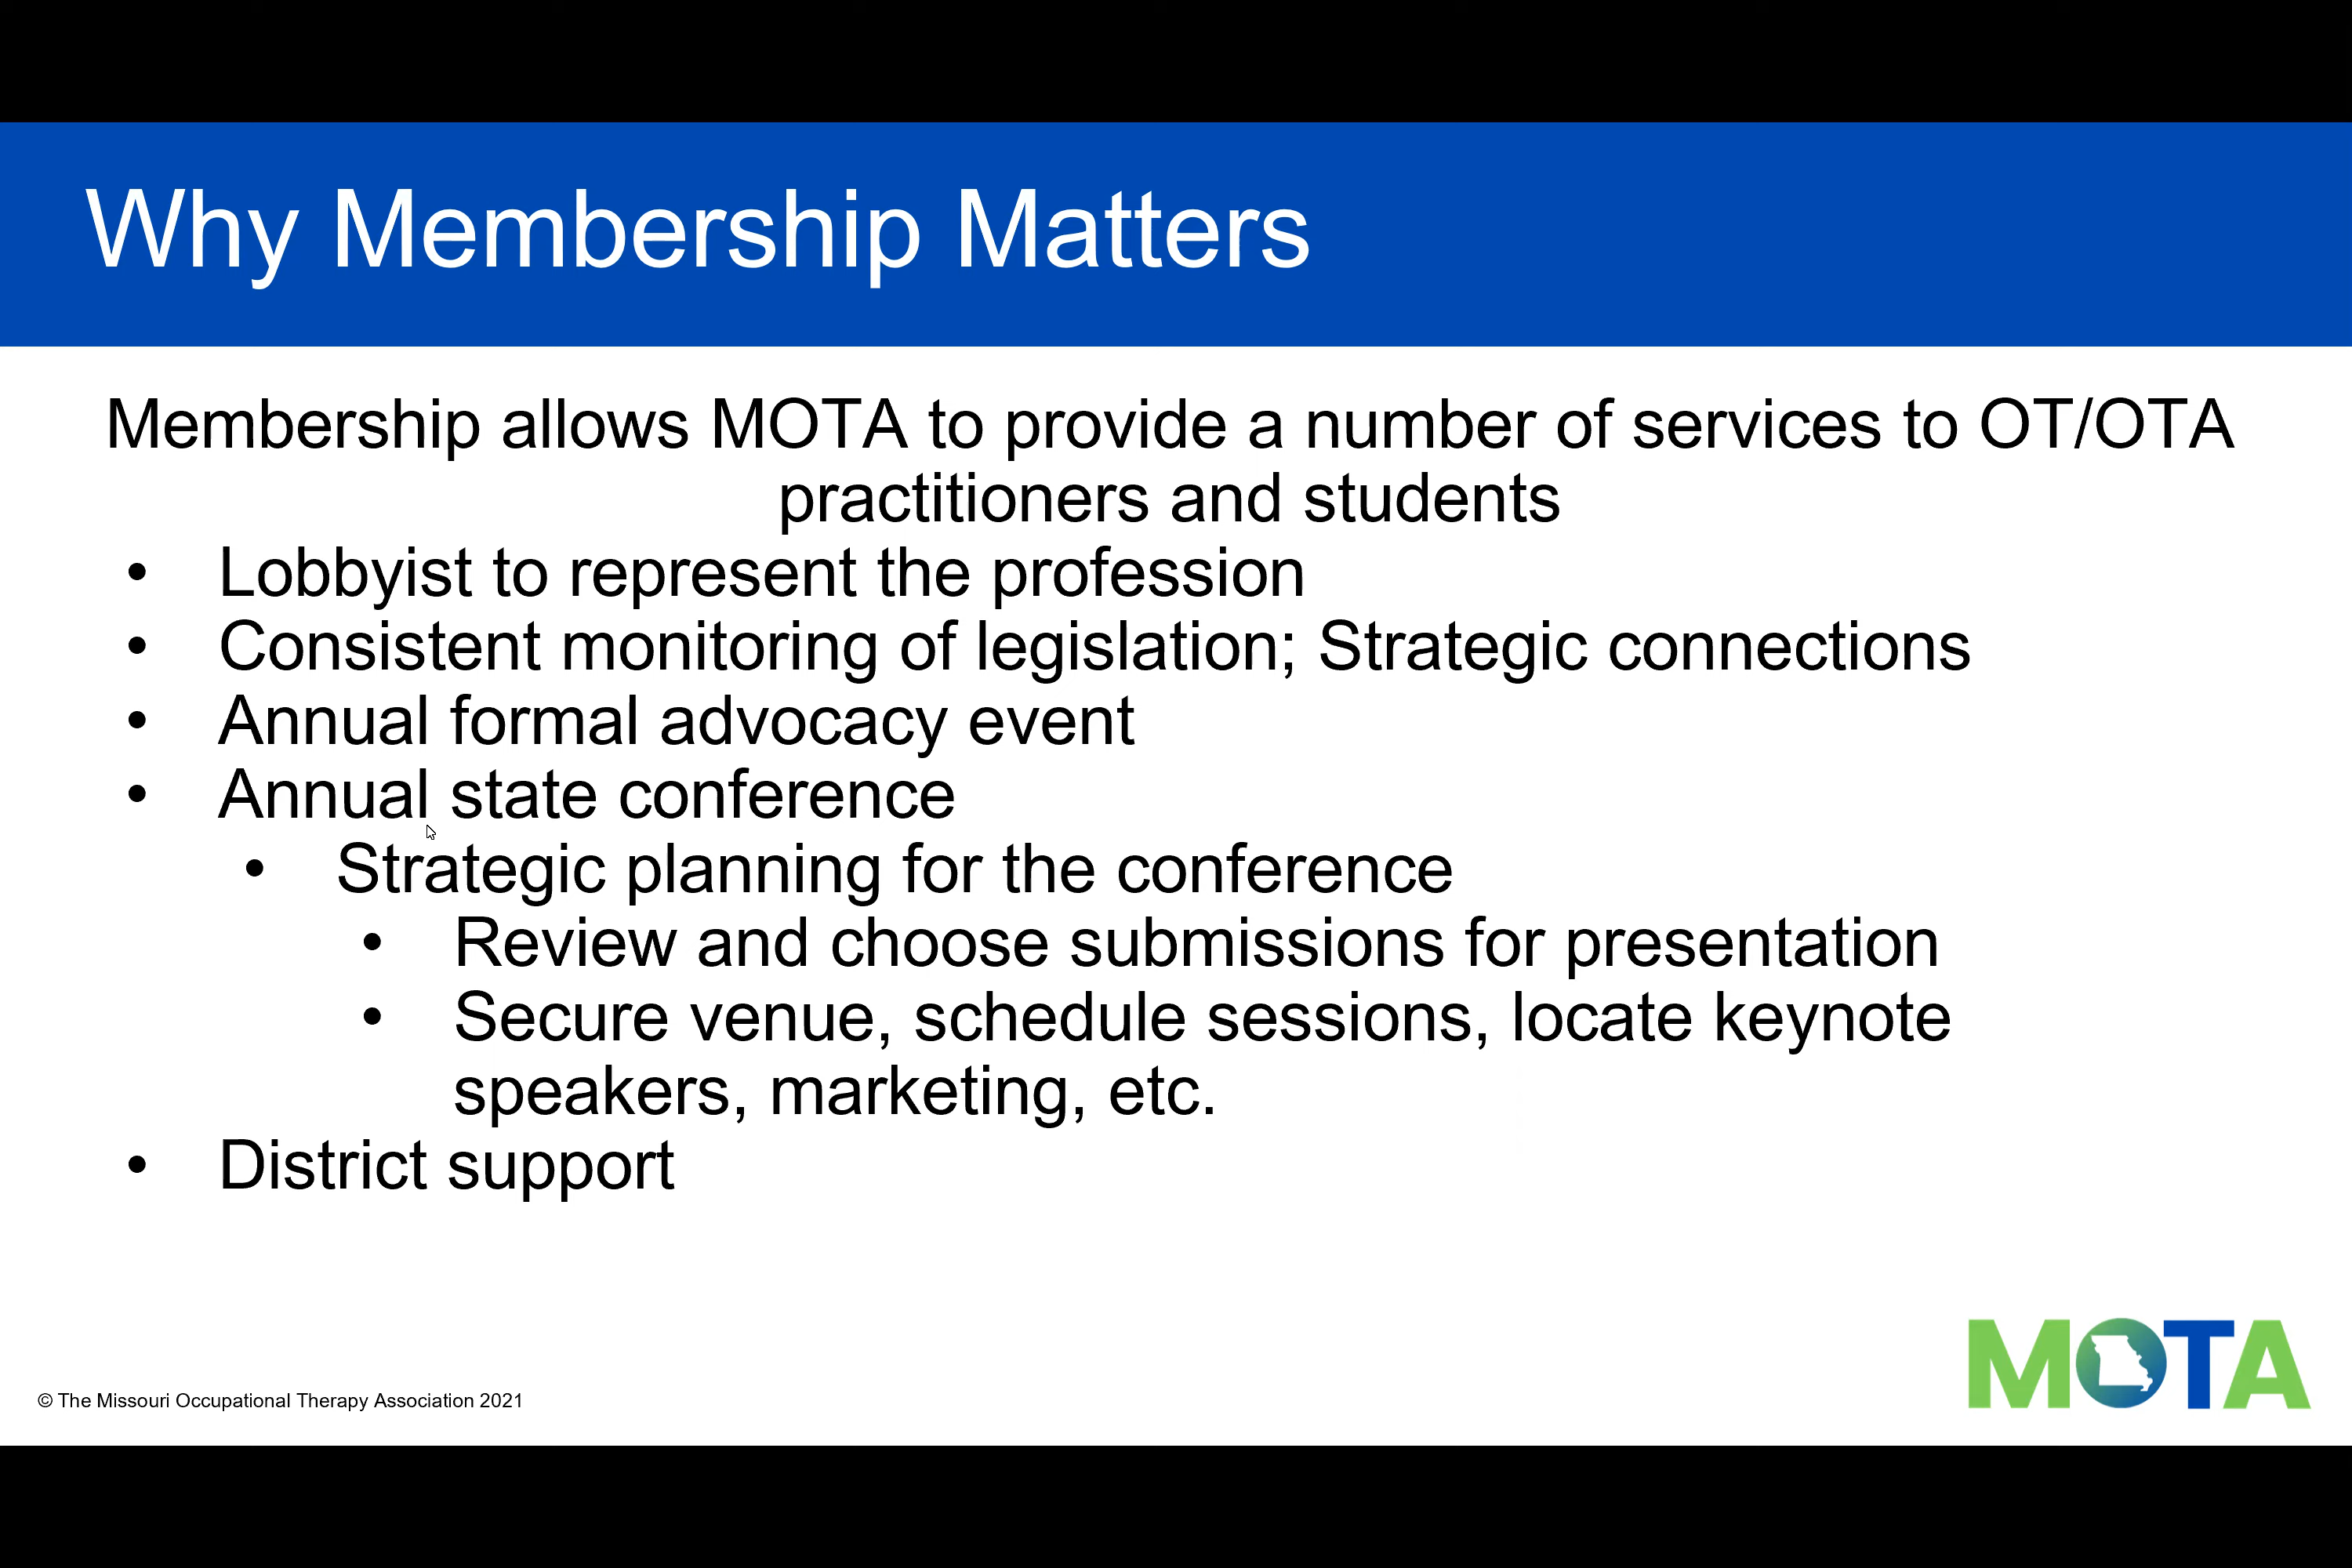 Why Membership Matters
Membership allows MOTA to provide a number of services to OT/OTA
practitioners and students
• Lobbyist to represent the profession
• Consistent monitoring of legislation; Strategic connections
• Annual formal advocacy event
• Annual state conference
• Strategic planning for the conference
• Review and choose submissions for presentation
• Secure venue, schedule sessions, locate keynote
speakers, marketing, etc.
• District support
MOTA
© The Missouri Occupational Therapy Association 2021